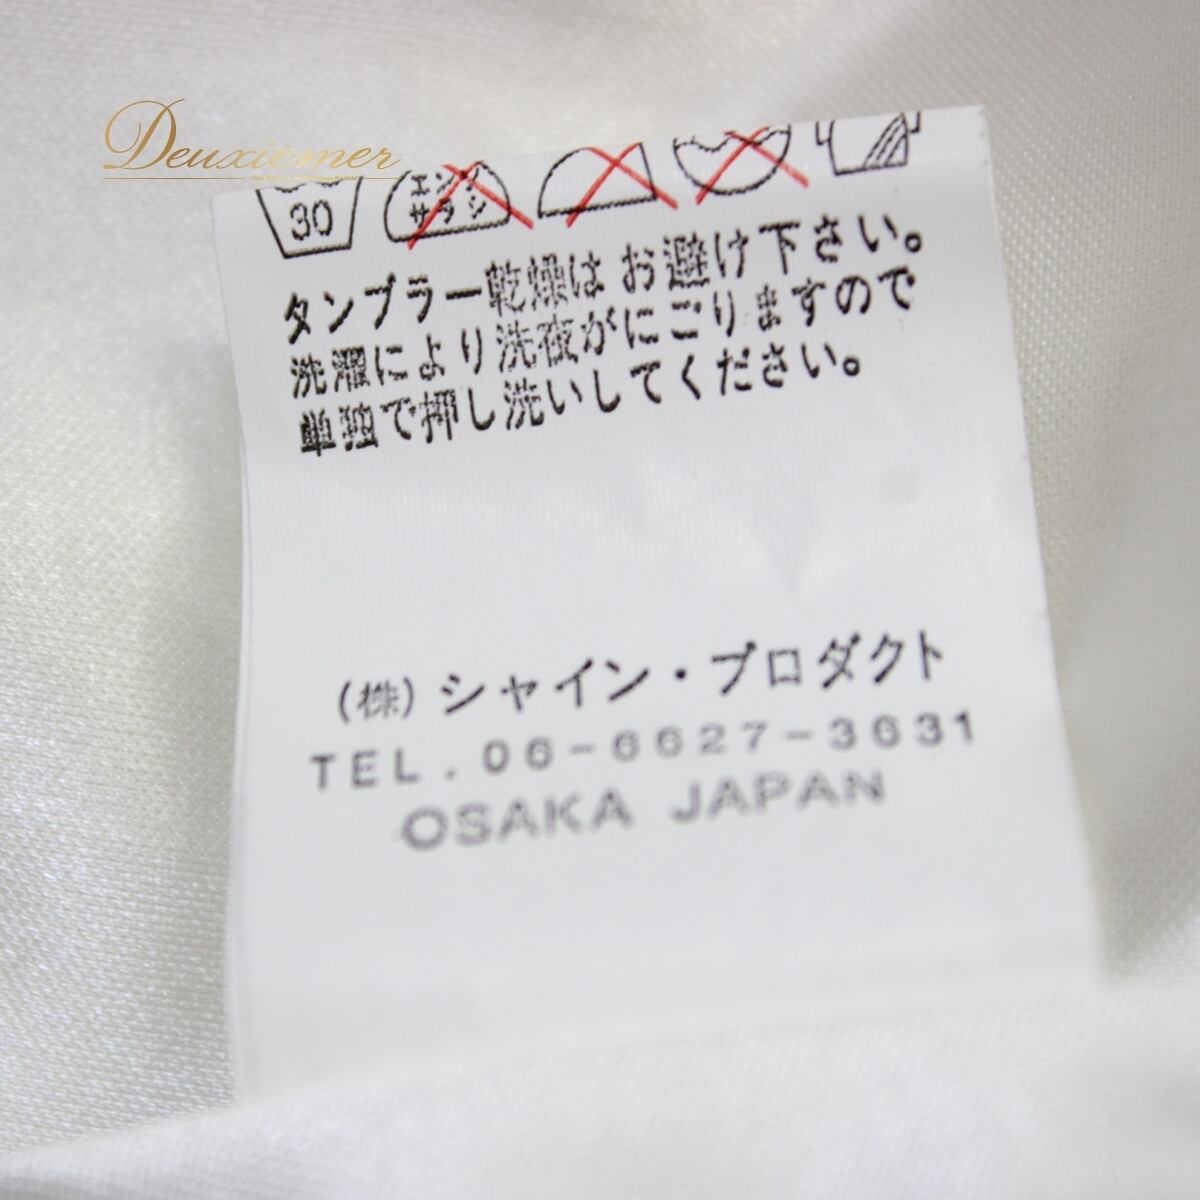 Deuxiemer
30
エンソ
サラシ
タンブラー乾燥は お避け下さい。
洗濯により洗液がにごりますので
単独で押し洗いしてください。
(株)シャイン・プロダクト
TEL.06-6627-3631
OSAKA JAPAN